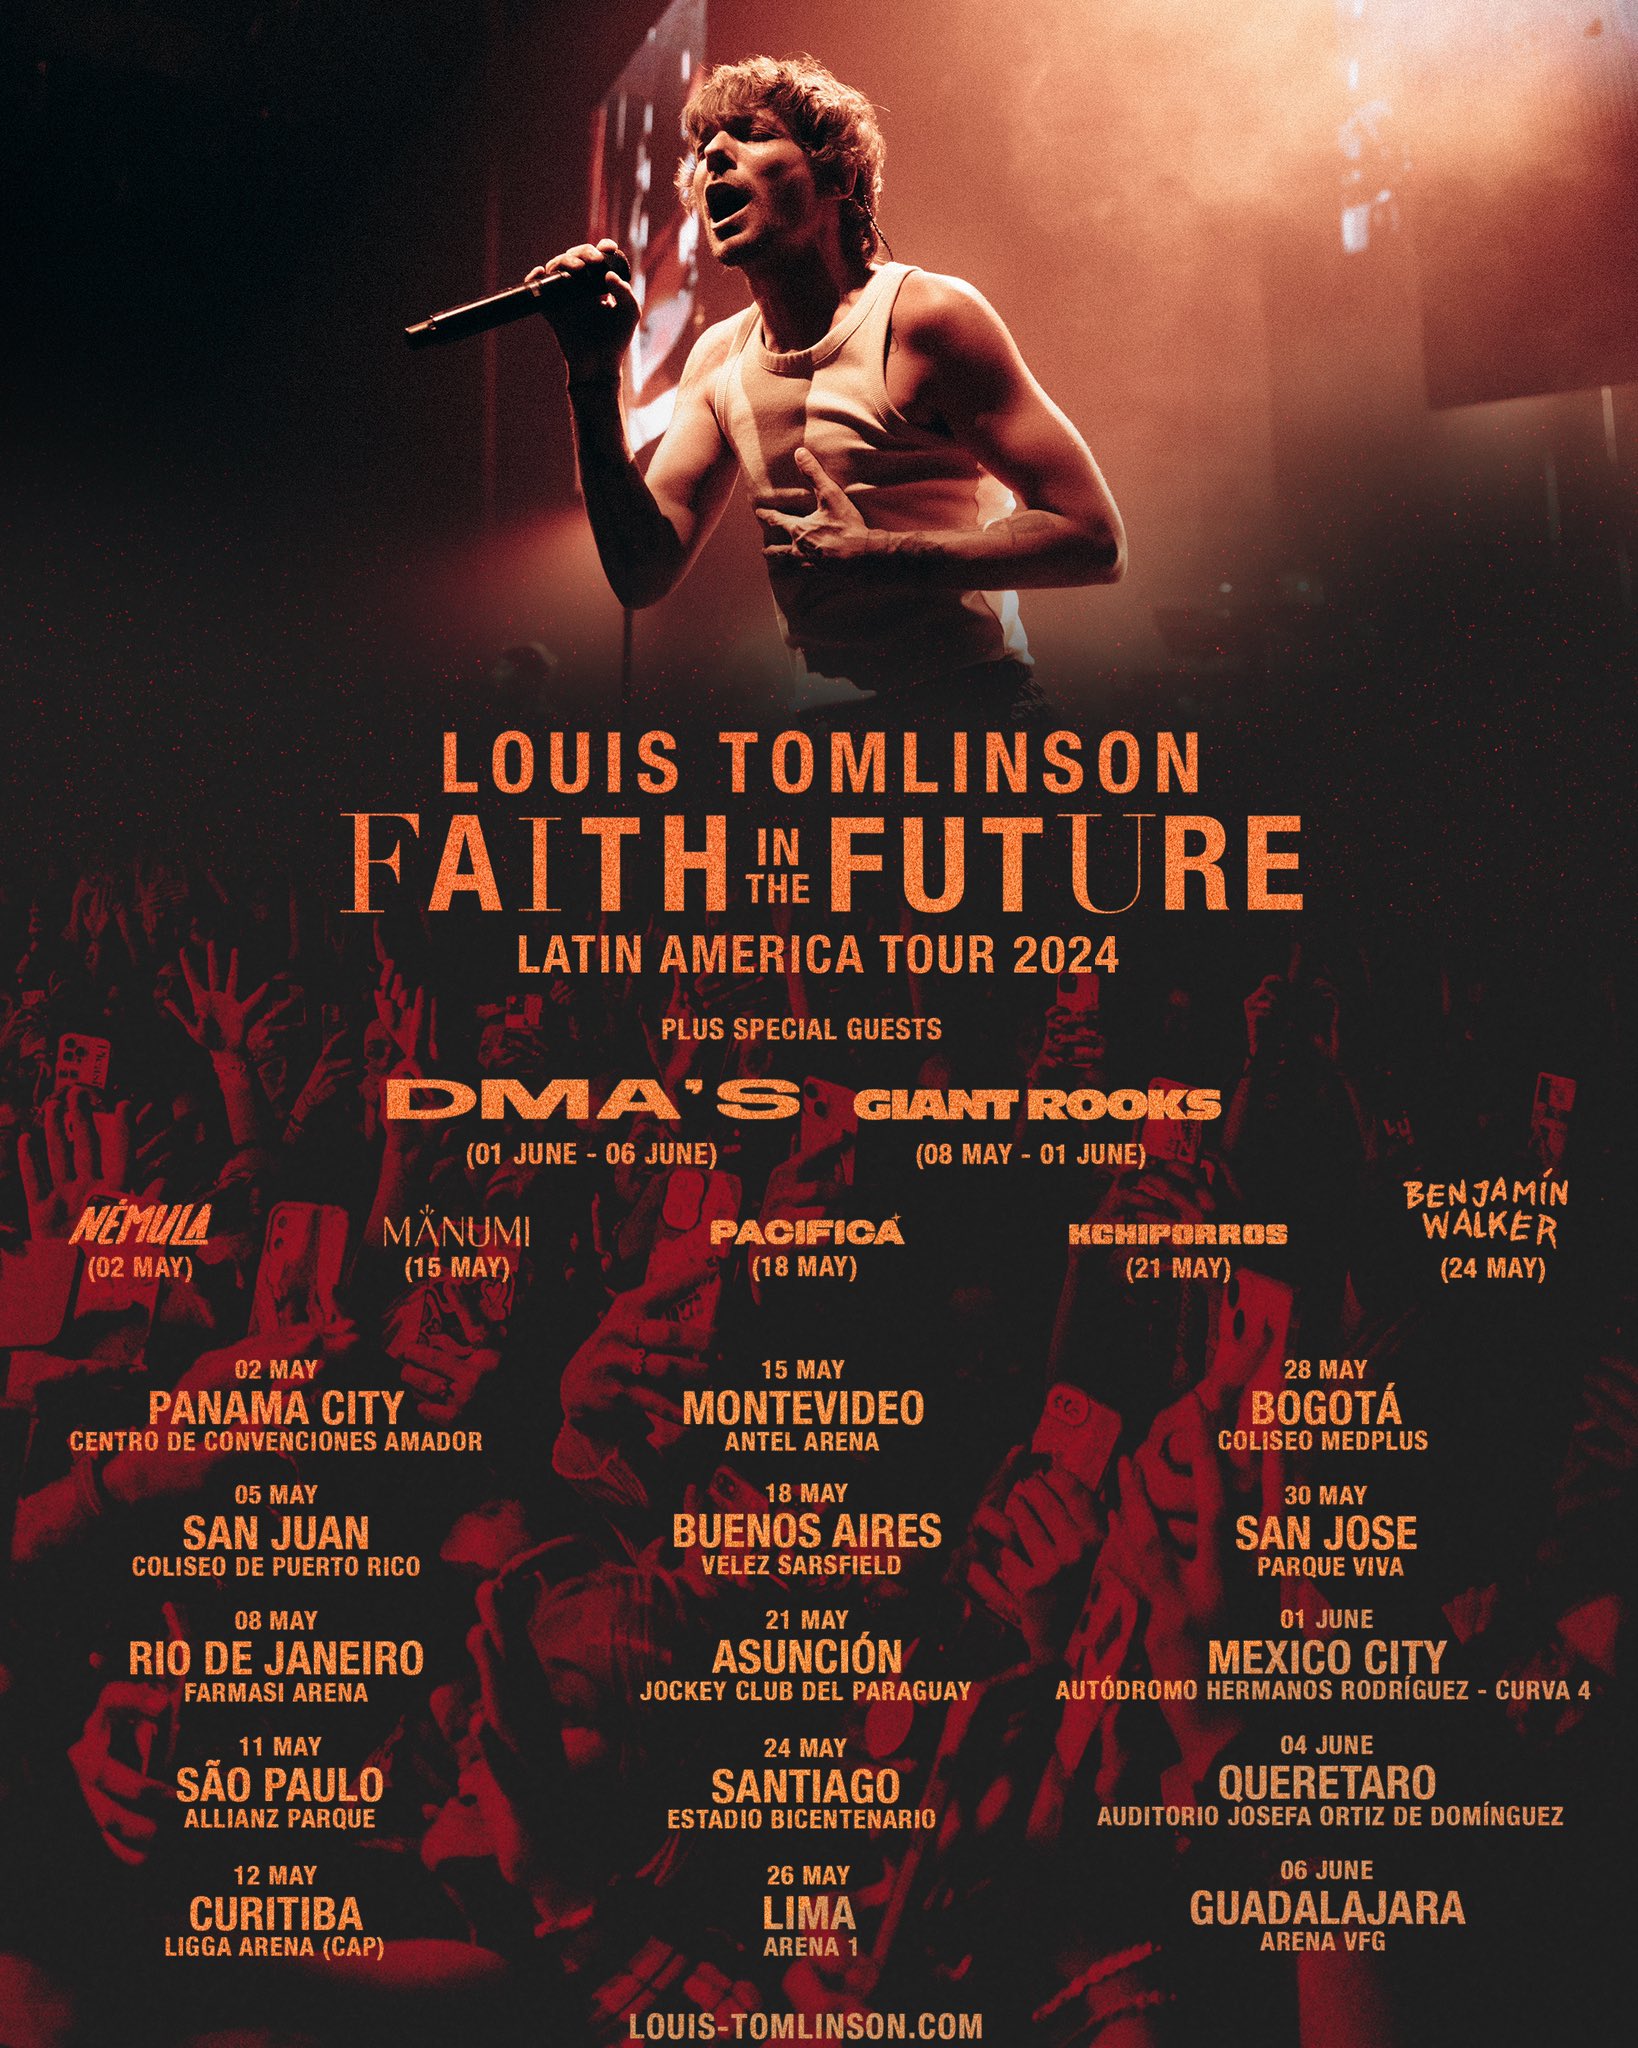 LOUIS TOMLINSON
FAITH IN THE FUTURE
LATIN AMERICA TOUR 2024
PLUS SPECIAL GUESTS
DMA'S
(01 JUNE - 06 JUNE)
GIANT ROOKS
(08 MAY - 01 JUNE)
NÉMULA
(02 MAY)
MANUMI
(15 MAY)
PACIFICA
(18 MAY)
KCHIPORROS
(21 MAY)
BENJAMÍN
WALKER
(24 MAY)
02 MAY
PANAMA CITY
CENTRO DE CONVENCIONES AMADOR
05 MAY
SAN JUAN
COLISEO DE PUERTO RICO
08 MAY
RIO DE JANEIRO
FARMASI ARENA
11 MAY
SÃO PAULO
ALLIANZ PARQUE
12 MAY
CURITIBA
LIGGA ARENA (CAP)
15 MAY
MONTEVIDEO
ANTEL ARENA
18 MAY
BUENOS AIRES
VELEZ SARSFIELD
21 MAY
ASUNCIÓN
JOCKEY CLUB DEL PARAGUAY
24 MAY
SANTIAGO
ESTADIO BICENTENARIO
26 MAY
LIMA
ARENA 1
28 MAY
BOGOTÁ
COLISEO MEDPLUS
30 MAY
SAN JOSE
PARQUE VIVA
01 JUNE
MEXICO CITY
AUTÓDROMO HERMANOS RODRÍGUEZ - CURVA 4
04 JUNE
QUERETARO
AUDITORIO JOSEFA ORTIZ DE DOMÍNGUEZ
06 JUNE
GUADALAJARA
ARENA VFG
LOUIS-TOMLINSON.COM